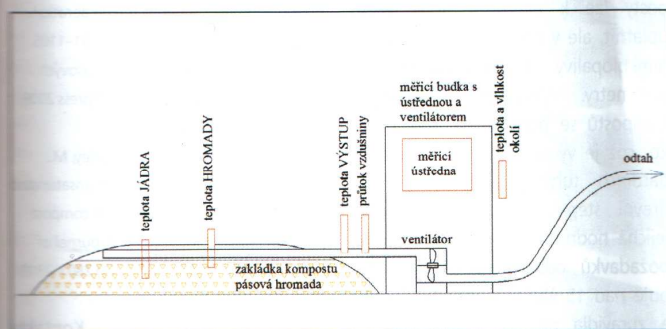 teplota JÁDRA
teplota HROMADY
teplota VÝSTUP
průtok vzdušniny
měřicí budka s
ústřednou a
ventilátorem
měřicí
ústředna
teplota a vlhkost
okolí
odtah
ventilátor
zakládka kompostu
pásová hromada